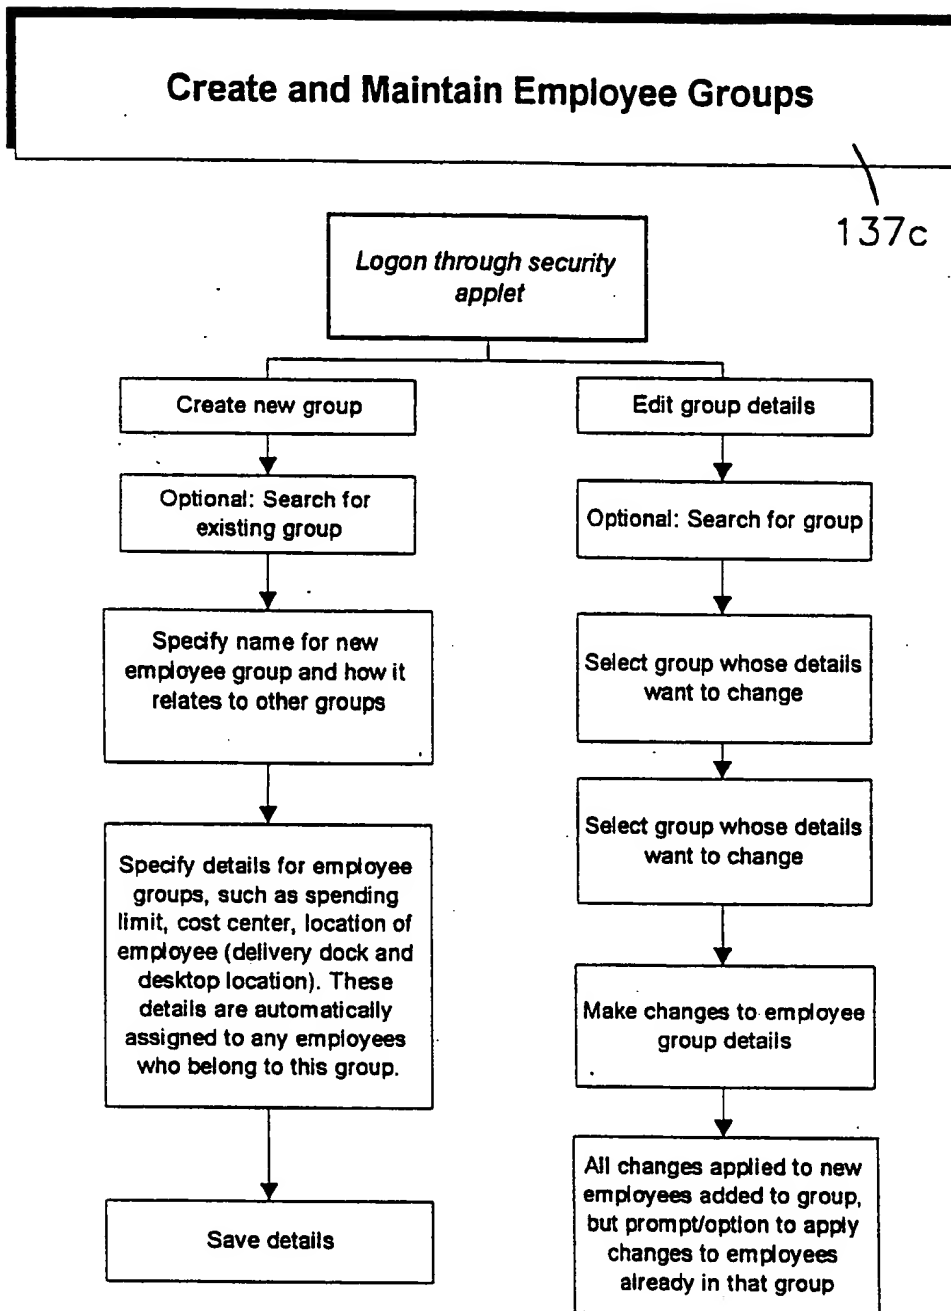 Create and Maintain Employee Groups
137c
Logon through security
applet
Create new group
Optional: Search for
existing group
Specify name for new
employee group and how it
relates to other groups
Specify details for employee
groups, such as spending
limit, cost center, location of
employee (delivery dock and
desktop location). These
details are automatically
assigned to any employees
who belong to this group.
Save details
Edit group details
Optional: Search for group
Select group whose details
want to change
Select group whose details
want to change
Make changes to employee
group details
All changes applied to new
employees added to group,
but prompt/option to apply
changes to employees
already in that group